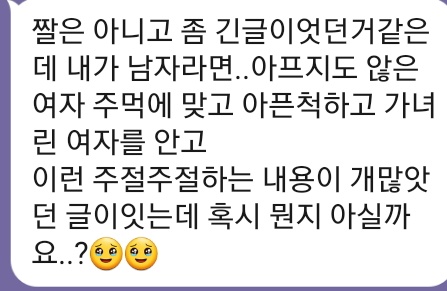 짤은 아니고 좀 긴글이엇던거같은
데 내가 남자라면..아프지도 않은
여자 주먹에 맞고 아픈척하고 가녀
린 여자를 안고
이런 주절주절하는 내용이 개많앗
던 글이잇는데 혹시 뭔지 아실까
요..?🥹🥹